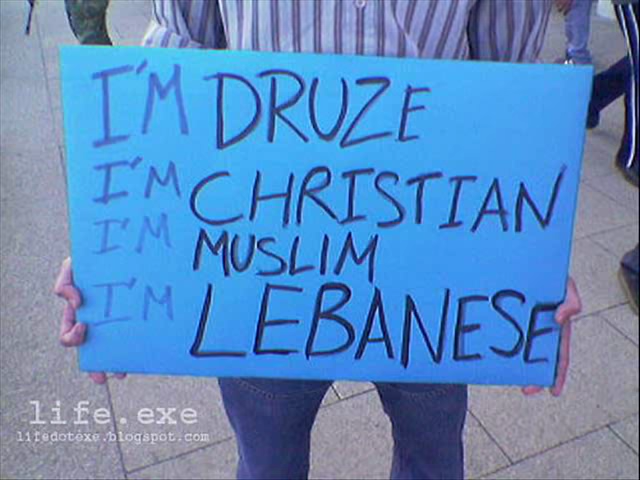 I'M DRUZE
I'M CHRISTIAN
I'M MUSLIM
I'M LEBANESE
life.exe
lifedotexe.blogspot.com